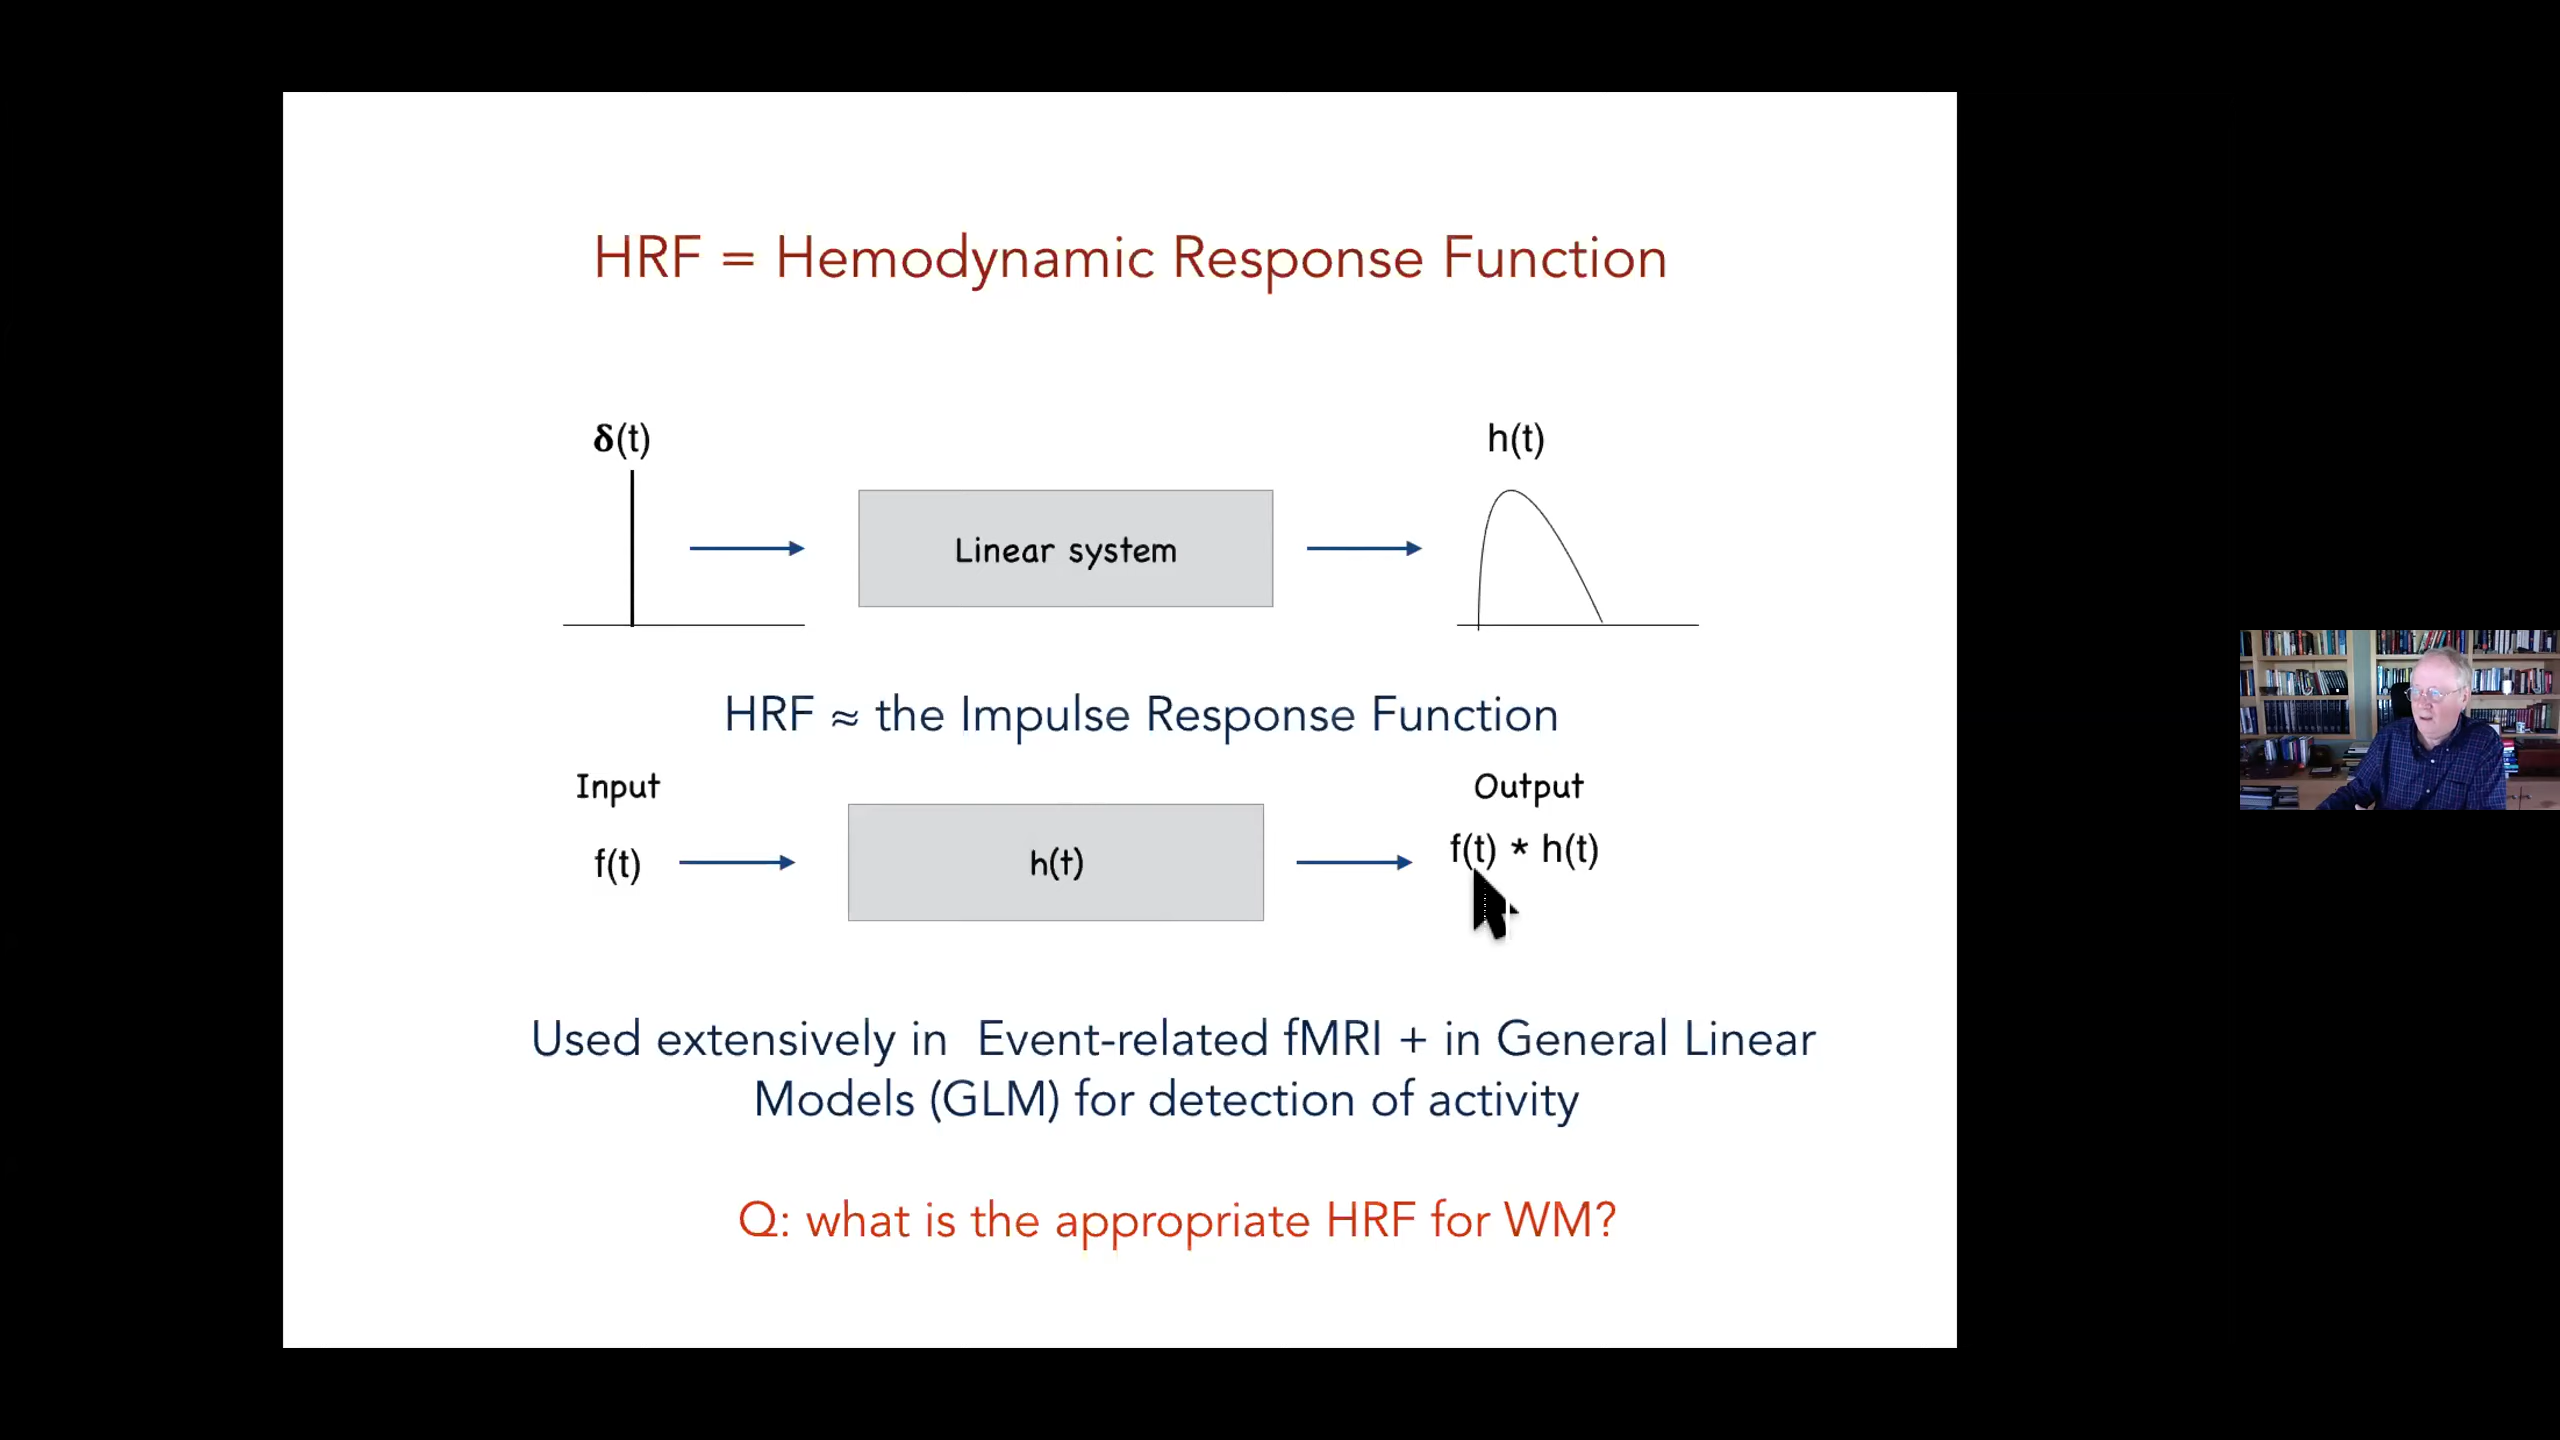 HRF = Hemodynamic Response Function
δ(t)
h(t)
Linear system
HRF ≈ the Impulse Response Function
Input
Output
f(t)
h(t)
f(t) * h(t)
Used extensively in Event-related fMRI + in General Linear
Models (GLM) for detection of activity
Q: what is the appropriate HRF for WM?